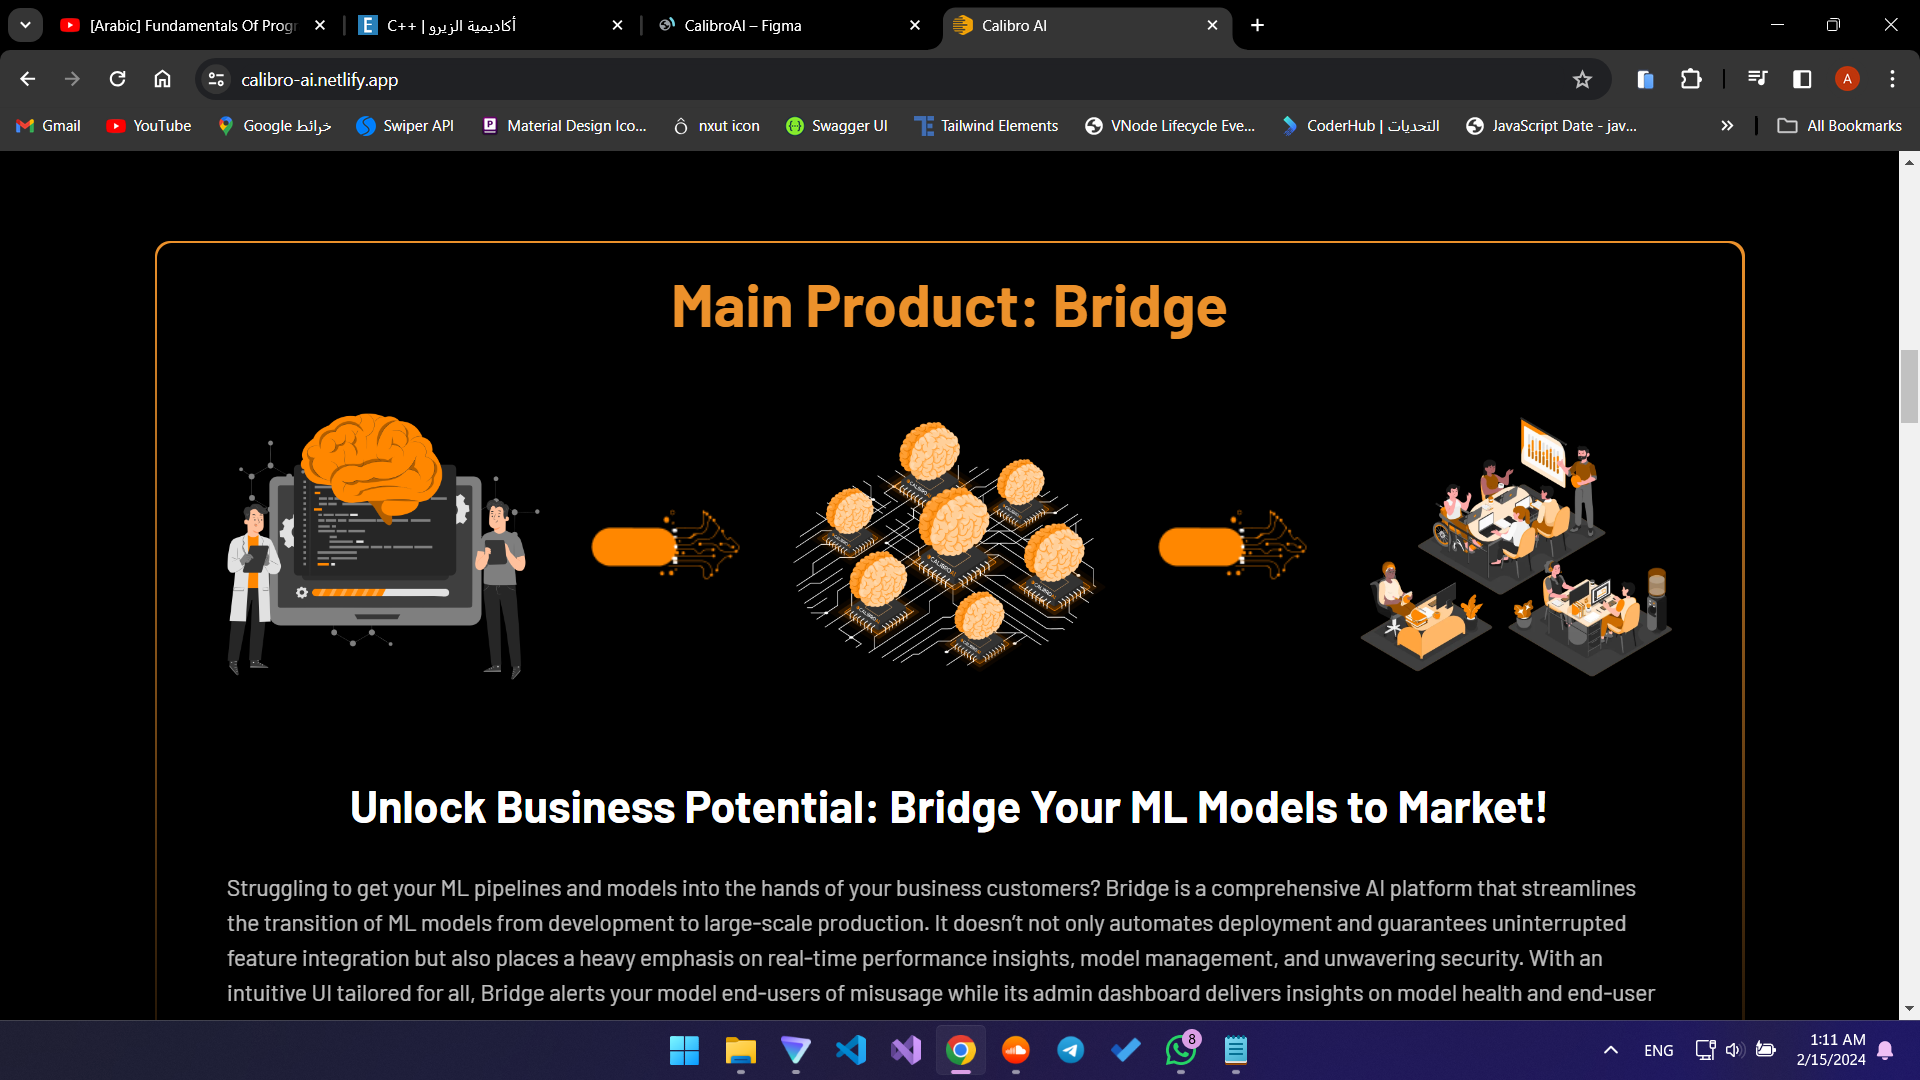 [Arabic] Fundamentals Of Progr
أكاديمية الزيرو | C++
CalibroAI – Figma
Calibro AI
calibro-ai.netlify.app
A
Gmail
YouTube
Google خرائط
Swiper API
Material Design Ico...
nxut icon
Swagger UI
Tailwind Elements
VNode Lifecycle Eve...
CoderHub | التحديات
JavaScript Date - jav...
All Bookmarks
Main Product: Bridge
Unlock Business Potential: Bridge Your ML Models to Market!
Struggling to get your ML pipelines and models into the hands of your business customers? Bridge is a comprehensive AI platform that streamlines
the transition of ML models from development to large-scale production. It doesn’t not only automates deployment and guarantees uninterrupted
feature integration but also places a heavy emphasis on real-time performance insights, model management, and unwavering security. With an
intuitive UI tailored for all, Bridge alerts your model end-users of misusage while its admin dashboard delivers insights on model health and end-user
8
ENG
1:11 AM
2/15/2024